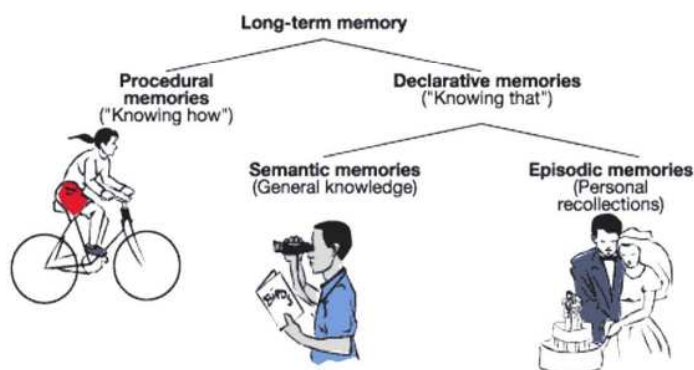 Long-term memory
Procedural
memories
("Knowing how")
Declarative memories
("Knowing that")
Semantic memories
(General knowledge)
Episodic memories
(Personal
recollections)
Birds